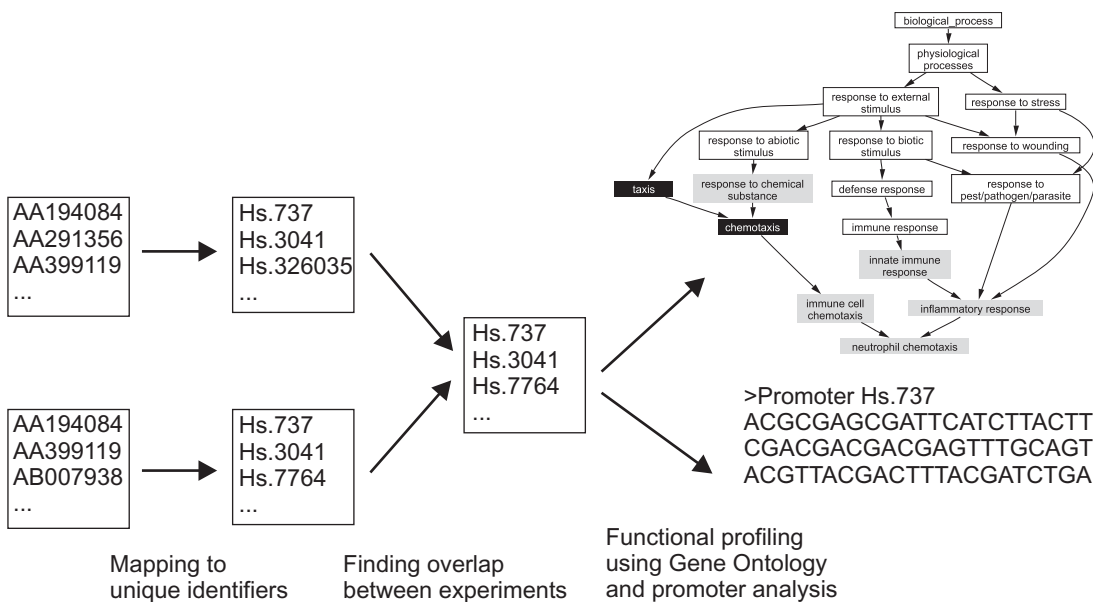 biological_process
physiological
processes
response to external
stimulus
response to stress
response to abiotic
stimulus
response to biotic
stimulus
response to wounding
taxis
response to chemical
substance
defense response
response to
pest/pathogen/parasite
chemotaxis
immune response
innate immune
response
immune cell
chemotaxis
inflammatory response
neutrophil chemotaxis
AA194084
AA291356
AA399119
...
Hs.737
Hs.3041
Hs.326035
...
AA194084
AA399119
AB007938
...
Hs.737
Hs.3041
Hs.7764
...
Hs.737
Hs.3041
Hs.7764
...
>Promoter Hs.737
ACGCGAGCGATTCATCTTACTT
CGACGACGACGAGTTTGCAGT
ACGTTACGACTTTACGATCTGA
Mapping to
unique identifiers
Finding overlap
between experiments
Functional profiling
using Gene Ontology
and promoter analysis